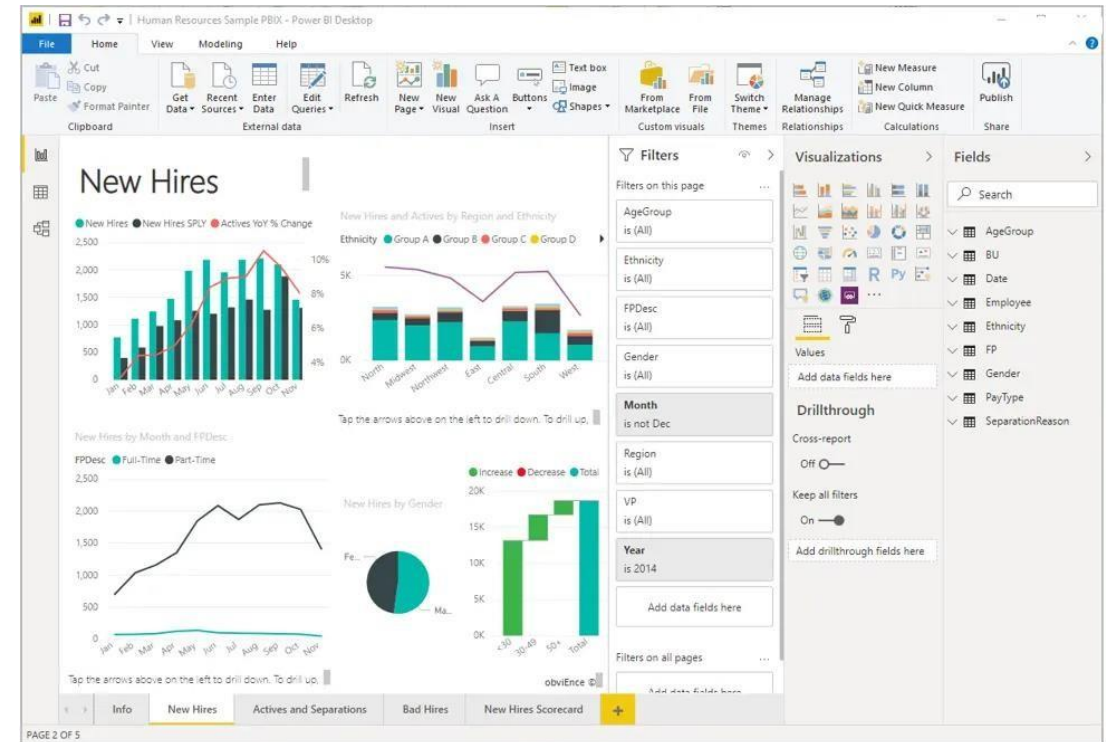 Human Resources Sample PBIX - Power BI Desktop
File Home View Modeling Help
Paste
Cut
Copy
Format Painter
Clipboard
Get Data
Recent Sources
Enter Data
Edit Queries
External data
Refresh
New Page
New Visual
Ask A Question
Buttons
Text box
Image
Shapes
Insert
From Marketplace
From File
Custom visuals
Switch Theme
Themes
Manage Relationships
Relationships
New Measure
New Column
New Quick Measure
Calculations
Publish
Share
New Hires
New Hires New Hires SPLY Actives YoY % Change
2,500
2,000
1,500
1,000
500
0
10%
8%
6%
4%
Jan Feb Mar Apr May Jun Jul Aug Sep Oct Nov
New Hires and Actives by Region and Ethnicity
Ethnicity Group A Group B Group C Group D
5K
0K
North Midwest Northwest East Central South West
Tap the arrows above on the left to drill down. To drill up,
New Hires by Month and FPDesc
FPDesc Full-Time Part-Time
2,500
2,000
1,500
1,000
500
0
Jan Feb Mar Apr May Jun Jul Aug Sep Oct Nov
Tap the arrows above on the left to drill down. To drill up,
New Hires by Gender
Fe...
Ma...
Increase Decrease Total
20K
15K
10K
5K
0K
<30 30-49 50+ Total
obviEnce ©
Filters
Filters on this page ...
AgeGroup
is (All)
Ethnicity
is (All)
FPDesc
is (All)
Gender
is (All)
Month
is not Dec
Region
is (All)
VP
is (All)
Year
is 2014
Add data fields here
Filters on all pages ...
Add data fields here
Visualizations
R Py
...
Values
Add data fields here
Drillthrough
Cross-report
Off
Keep all filters
On
Add drillthrough fields here
Fields
Search
AgeGroup
BU
Date
Employee
Ethnicity
FP
Gender
PayType
SeparationReason
Info New Hires Actives and Separations Bad Hires New Hires Scorecard +
PAGE 2 OF 5